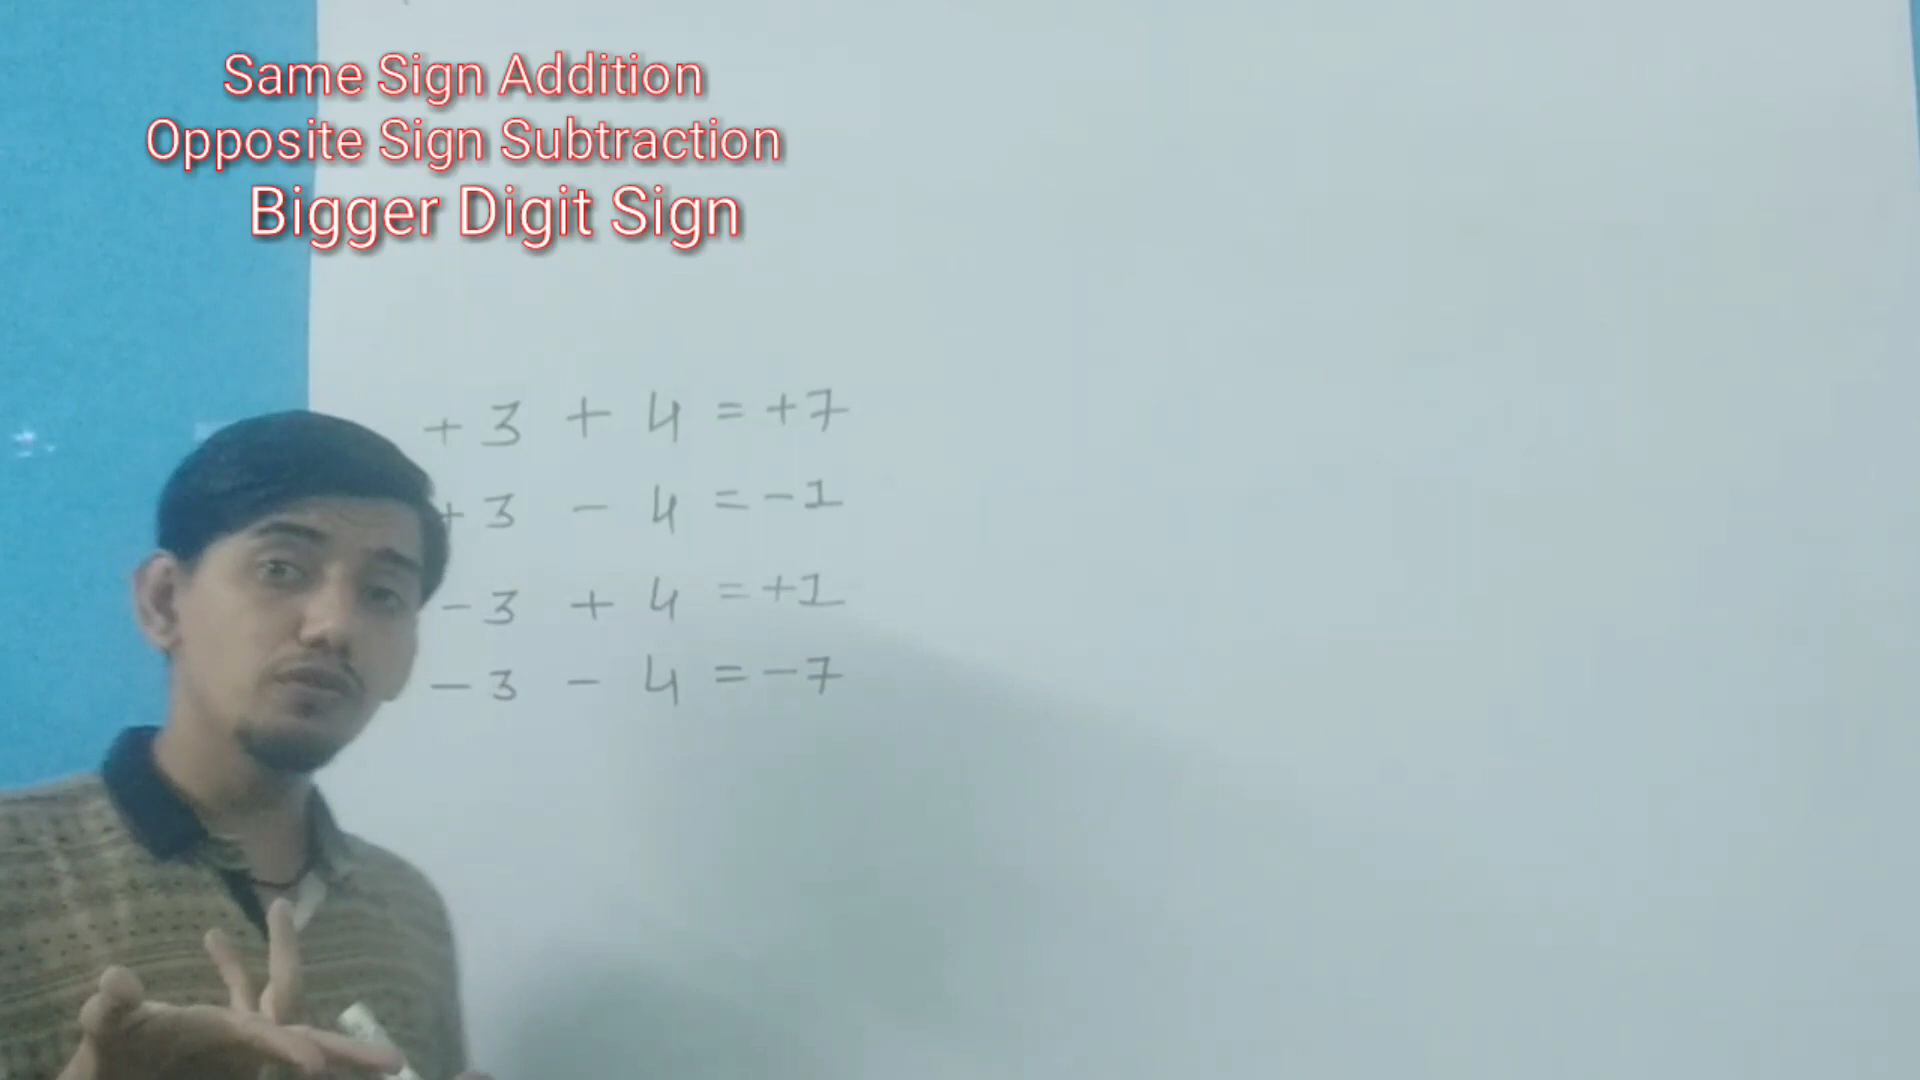 Same Sign Addition
Opposite Sign Subtraction
Bigger Digit Sign
+ 3 + 4 = +7
+ 3 - 4 = -1
- 3 + 4 = +1
- 3 - 4 = -7